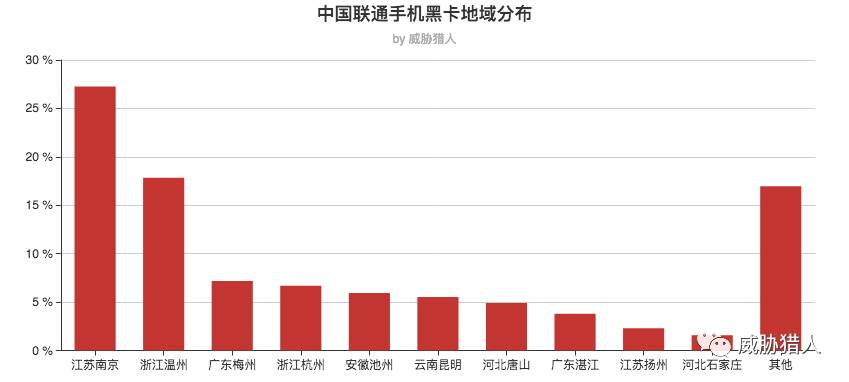 中国联通手机黑卡地域分布
by 威胁猎人
30 %
25 %
20 %
15 %
10 %
5 %
0 %
江苏南京 浙江温州 广东梅州 浙江杭州 安徽池州 云南昆明 河北唐山 广东湛江 江苏扬州 河北石家庄 其他
威胁猎人